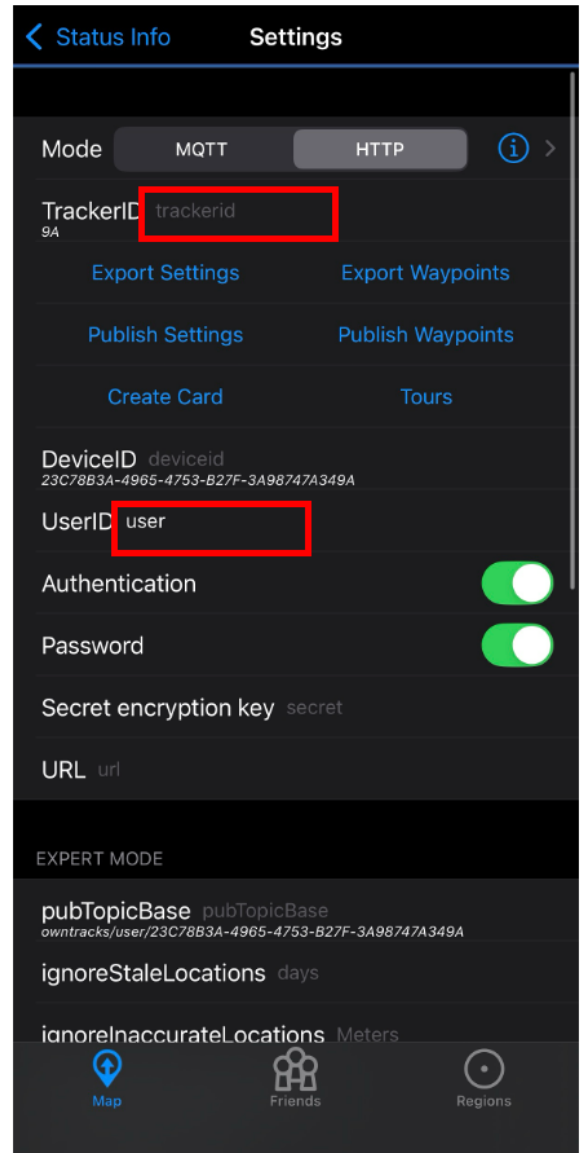 Status Info Settings
Mode MQTT HTTP i
TrackerID trackerid
9A
Export Settings Export Waypoints
Publish Settings Publish Waypoints
Create Card Tours
DeviceID deviceid
23C78B3A-4965-4753-B27F-3A98747A349A
UserID user
Authentication
Password
Secret encryption key secret
URL url
EXPERT MODE
pubTopicBase pubTopicBase
owntracks/user/23C78B3A-4965-4753-B27F-3A98747A349A
ignoreStaleLocations days
ignoreInaccurateLocations Meters
Map Friends Regions